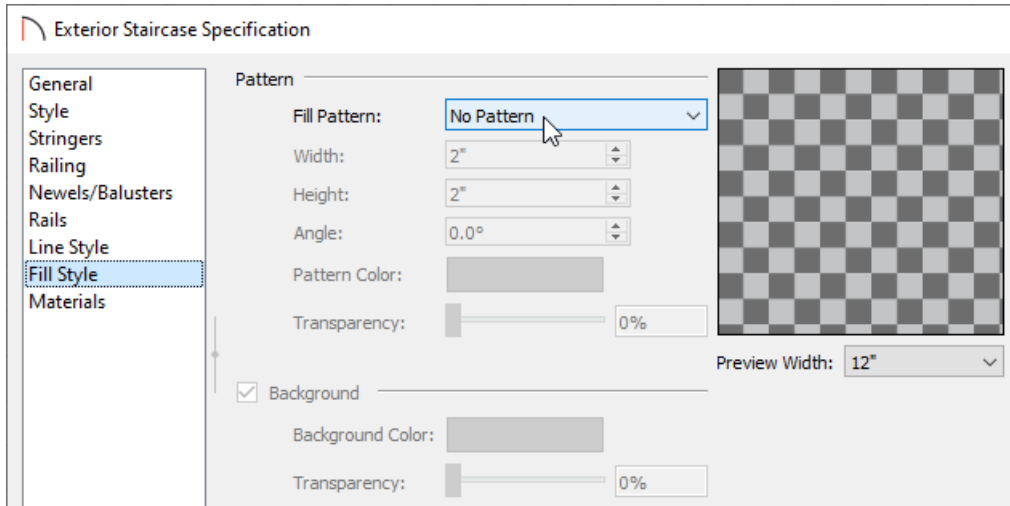 Exterior Staircase Specification
General
Style
Stringers
Railing
Newels/Balusters
Rails
Line Style
Fill Style
Materials
Pattern
Fill Pattern: No Pattern
Width: 2"
Height: 2"
Angle: 0.0°
Pattern Color:
Transparency: 0%
Background
Background Color:
Transparency: 0%
Preview Width: 12"